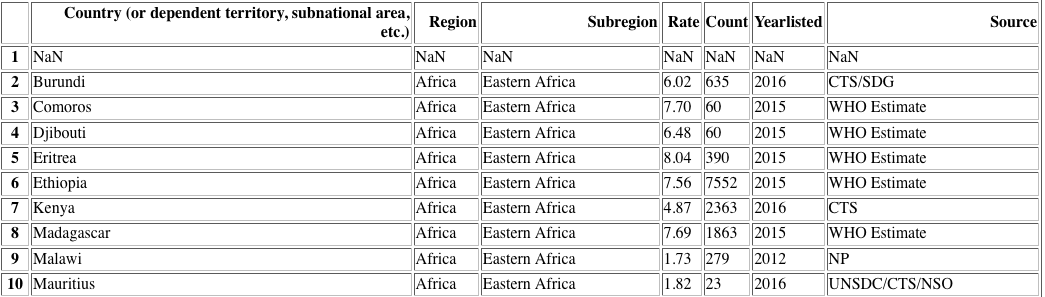 Country (or dependent territory, subnational area, etc.) Region Subregion Rate Count Yearlisted Source
1 NaN NaN NaN NaN NaN NaN NaN
2 Burundi Africa Eastern Africa 6.02 635 2016 CTS/SDG
3 Comoros Africa Eastern Africa 7.70 60 2015 WHO Estimate
4 Djibouti Africa Eastern Africa 6.48 60 2015 WHO Estimate
5 Eritrea Africa Eastern Africa 8.04 390 2015 WHO Estimate
6 Ethiopia Africa Eastern Africa 7.56 7552 2015 WHO Estimate
7 Kenya Africa Eastern Africa 4.87 2363 2016 CTS
8 Madagascar Africa Eastern Africa 7.69 1863 2015 WHO Estimate
9 Malawi Africa Eastern Africa 1.73 279 2012 NP
10 Mauritius Africa Eastern Africa 1.82 23 2016 UNSDC/CTS/NSO